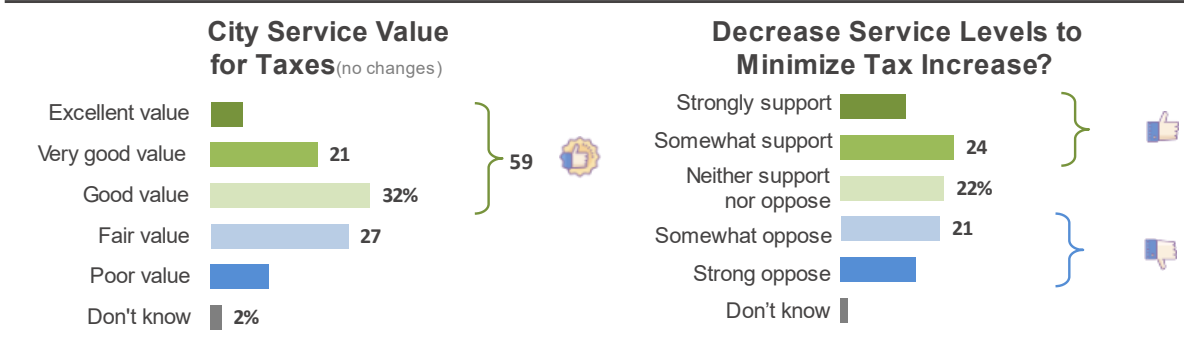 City Service Value
for Taxes(no changes)
Excellent value
Very good value 21
Good value 32%
Fair value 27
Poor value
Don't know 2%
59
Decrease Service Levels to
Minimize Tax Increase?
Strongly support
Somewhat support 24
Neither support
nor oppose 22%
Somewhat oppose 21
Strong oppose
Don’t know